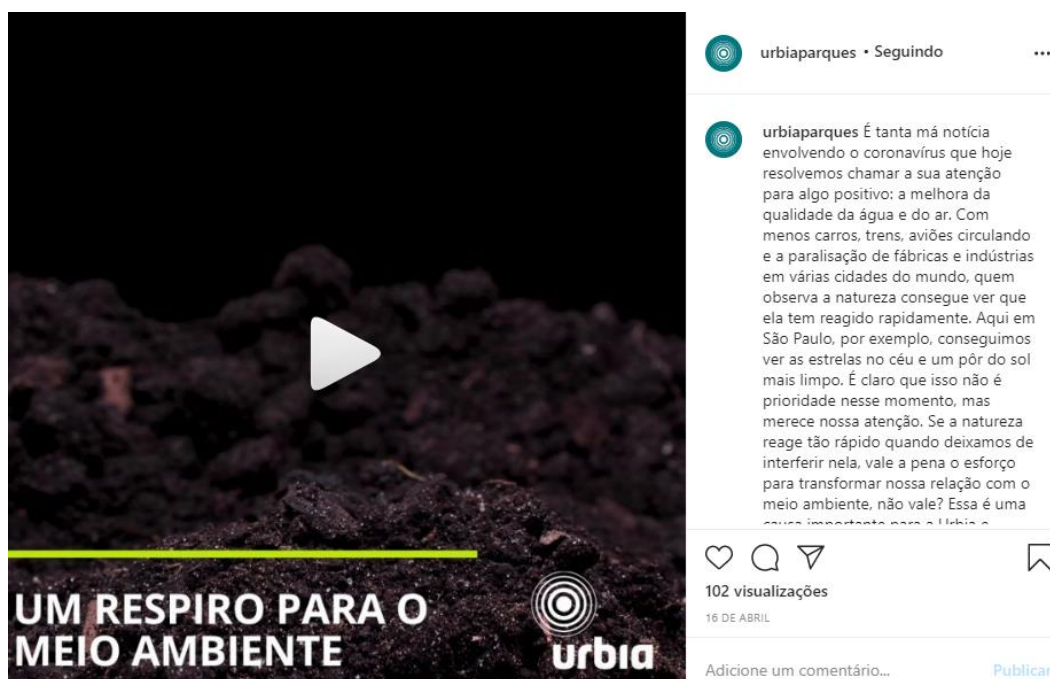 UM RESPIRO PARA O
MEIO AMBIENTE
urbia
urbiaparques • Seguindo
urbiaparques É tanta má notícia
envolvendo o coronavírus que hoje
resolvemos chamar a sua atenção
para algo positivo: a melhora da
qualidade da água e do ar. Com
menos carros, trens, aviões circulando
e a paralisação de fábricas e indústrias
em várias cidades do mundo, quem
observa a natureza consegue ver que
ela tem reagido rapidamente. Aqui em
São Paulo, por exemplo, conseguimos
ver as estrelas no céu e um pôr do sol
mais limpo. É claro que isso não é
prioridade nesse momento, mas
merece nossa atenção. Se a natureza
reage tão rápido quando deixamos de
interferir nela, vale a pena o esforço
para transformar nossa relação com o
meio ambiente, não vale? Essa é uma
causa importante para a Urbia e
102 visualizações
16 DE ABRIL
Adicione um comentário...
Publicar